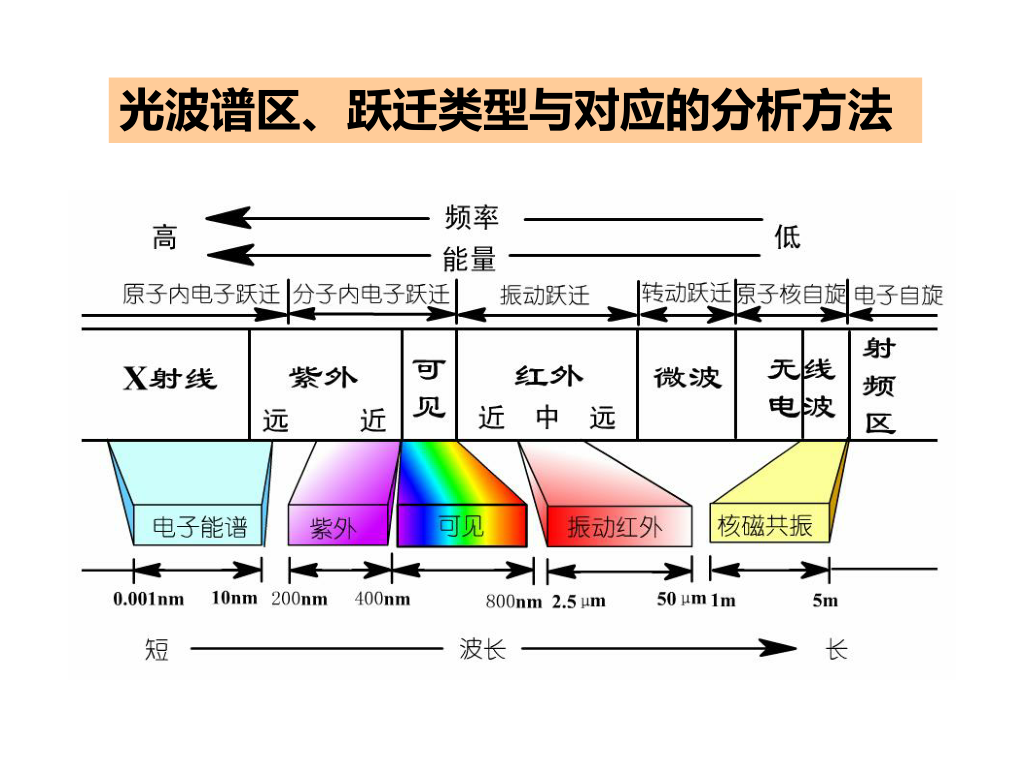 光波谱区、跃迁类型与对应的分析方法
频率
高 低
能量
原子内电子跃迁 分子内电子跃迁 振动跃迁 转动跃迁 原子核自旋 电子自旋
X射线 紫外 可见 红外 微波 无线电波 射频区
远 近 近 中 远
电子能谱 紫外 可见 振动红外 核磁共振
0.001nm 10nm 200nm 400nm 800nm 2.5μm 50μm 1m 5m
短 波长 长